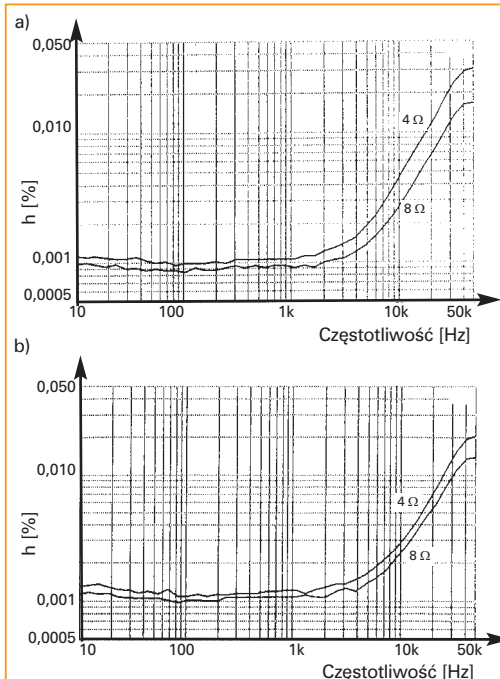 a)
0,050
0,010
0,001
0,0005
h [%]
4 Ω
8 Ω
10 100 1k 10k 50k
Częstotliwość [Hz]
b)
0,050
0,010
0,001
0,0005
h [%]
4 Ω
8 Ω
10 100 1k 10k 50k
Częstotliwość [Hz]